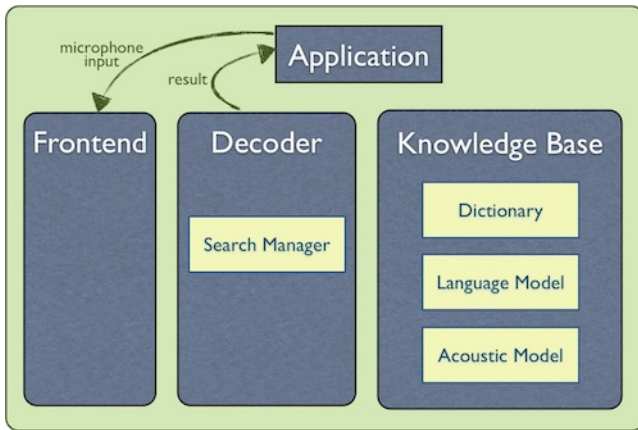 microphone
input
result
Application
Frontend
Decoder
Knowledge Base
Search Manager
Dictionary
Language Model
Acoustic Model